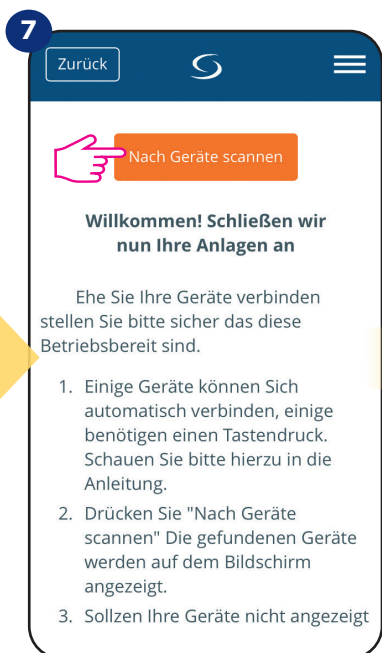 7
Zurück
Nach Geräte scannen
Willkommen! Schließen wir
nun Ihre Anlagen an
Ehe Sie Ihre Geräte verbinden
stellen Sie bitte sicher das diese
Betriebsbereit sind.
1. Einige Geräte können Sich
automatisch verbinden, einige
benötigen einen Tastendruck.
Schauen Sie bitte hierzu in die
Anleitung.
2. Drücken Sie "Nach Geräte
scannen" Die gefundenen Geräte
werden auf dem Bildschirm
angezeigt.
3. Sollzen Ihre Geräte nicht angezeigt